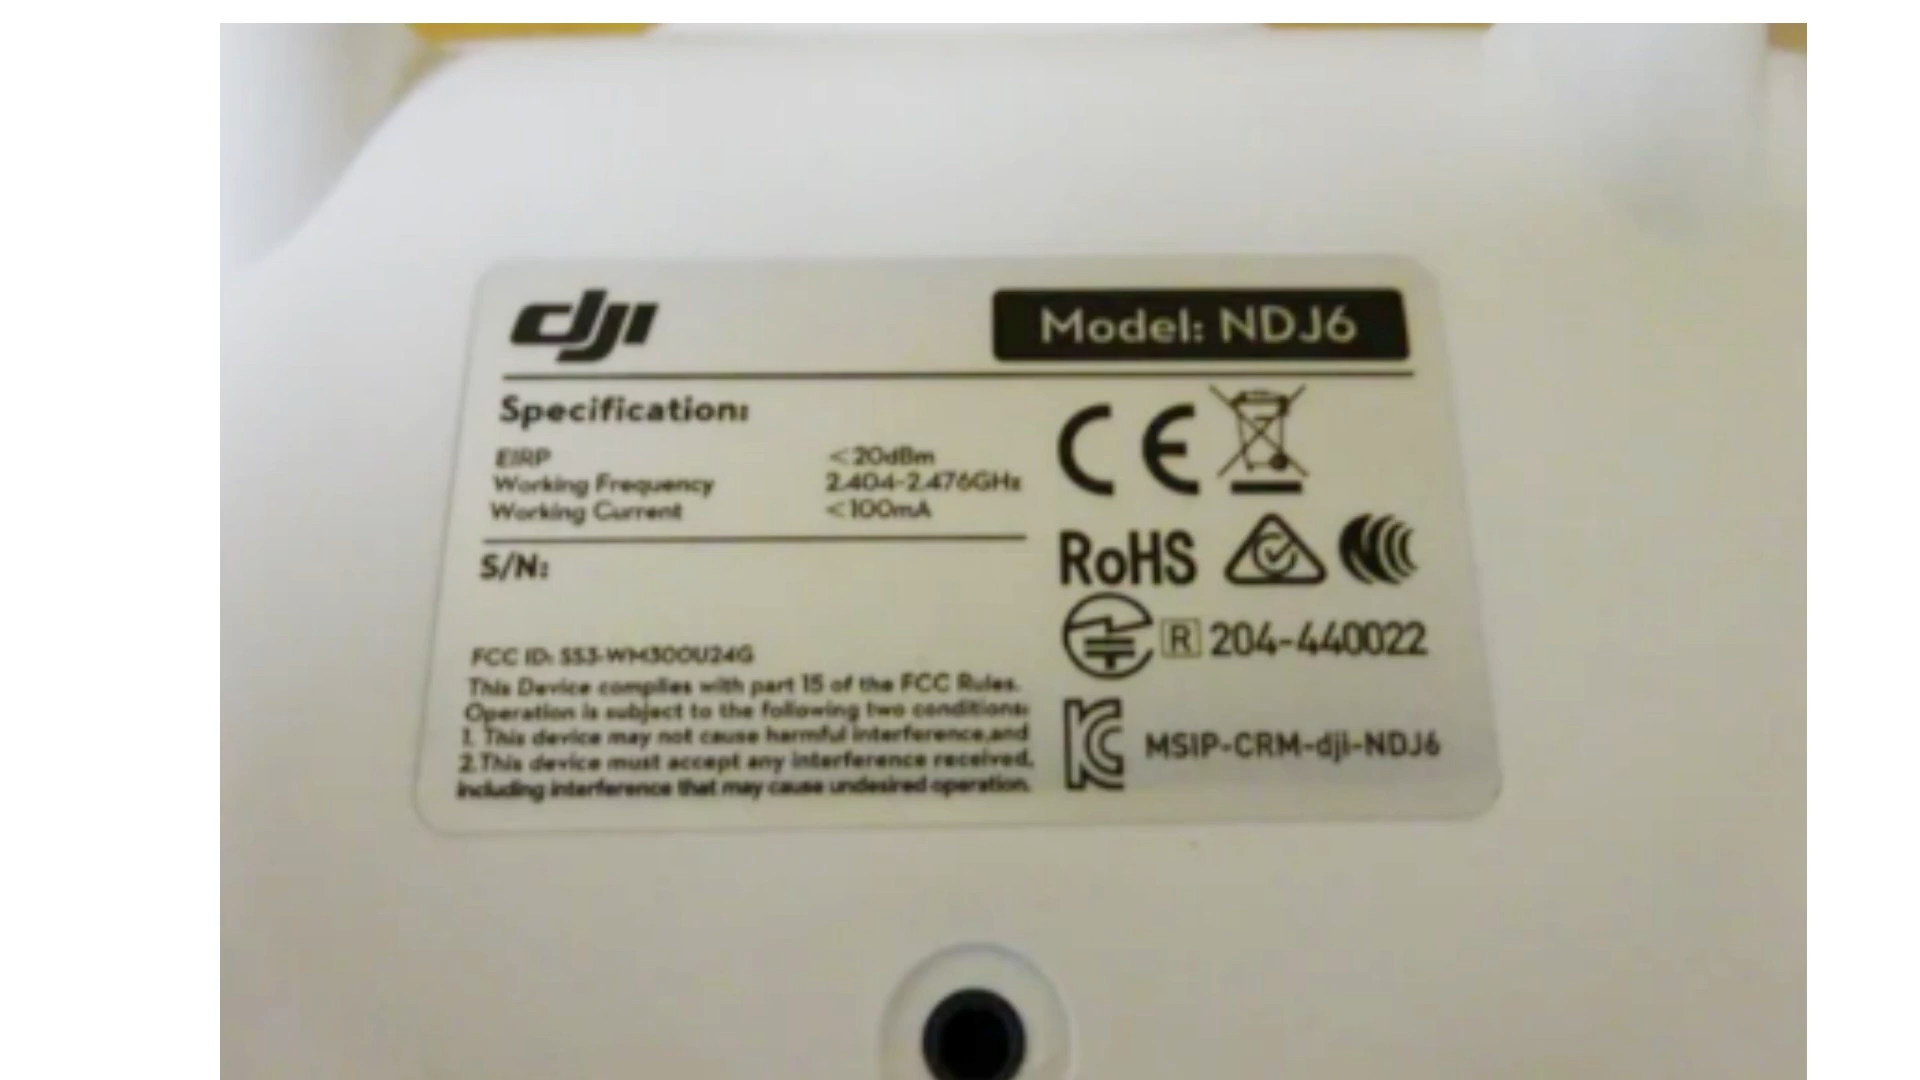 dji
Model: NDJ6
Specification:
EIRP <20dBm
Working Frequency 2.404-2.476GHz
Working Current <100mA
S/N:
FCC ID: SS3-WM300U24G
This Device complies with part 15 of the FCC Rules.
Operation is subject to the following two conditions:
1. This device may not cause harmful interference,and
2.This device must accept any interference received,
including interference that may cause undesired operation.
CE
RoHS
R 204-440022
MSIP-CRM-dji-NDJ6